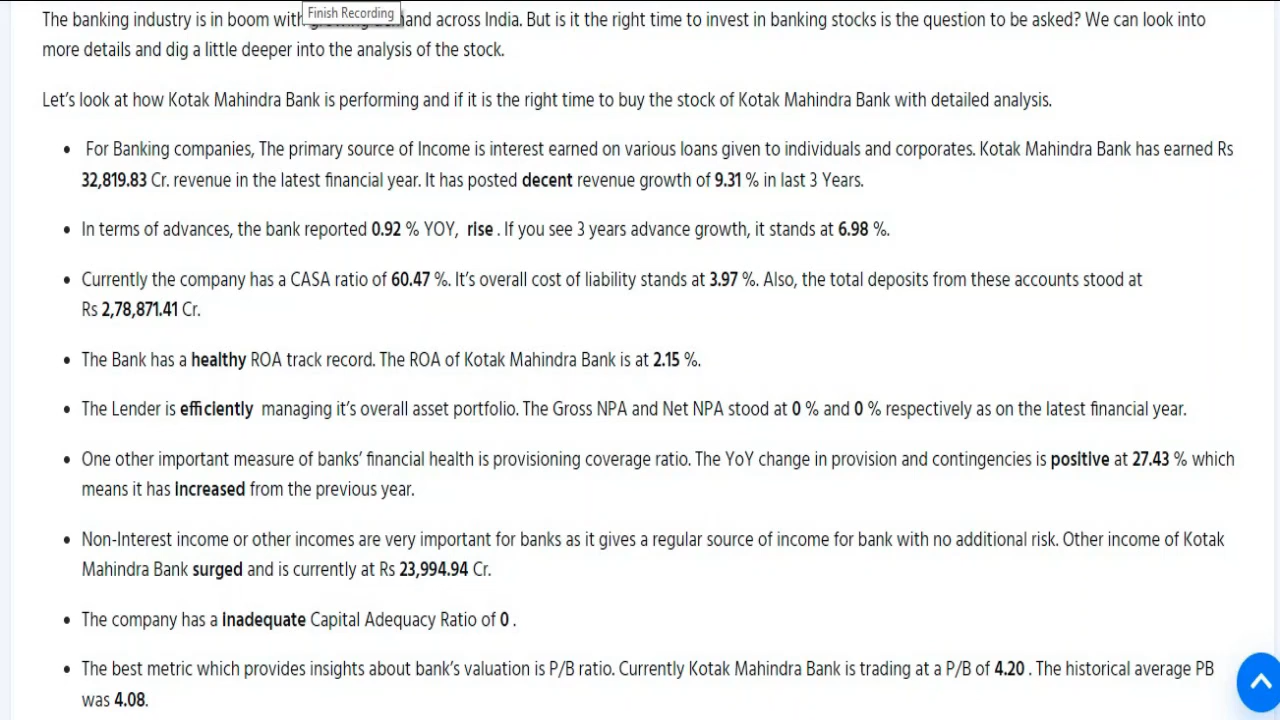 The banking industry is in boom with growing demand across India. But is it the right time to invest in banking stocks is the question to be asked? We can look into
Finish Recording
more details and dig a little deeper into the analysis of the stock.
Let's look at how Kotak Mahindra Bank is performing and if it is the right time to buy the stock of Kotak Mahindra Bank with detailed analysis.
• For Banking companies, The primary source of Income is interest earned on various loans given to individuals and corporates. Kotak Mahindra Bank has earned Rs
32,819.83 Cr. revenue in the latest financial year. It has posted decent revenue growth of 9.31 % in last 3 Years.
• In terms of advances, the bank reported 0.92 % YOY, rise . If you see 3 years advance growth, it stands at 6.98 %.
• Currently the company has a CASA ratio of 60.47 %. It's overall cost of liability stands at 3.97 %. Also, the total deposits from these accounts stood at
Rs 2,78,871.41 Cr.
• The Bank has a healthy ROA track record. The ROA of Kotak Mahindra Bank is at 2.15 %.
• The Lender is efficiently managing it's overall asset portfolio. The Gross NPA and Net NPA stood at 0 % and 0 % respectively as on the latest financial year.
• One other important measure of banks' financial health is provisioning coverage ratio. The YoY change in provision and contingencies is positive at 27.43 % which
means it has increased from the previous year.
• Non-Interest income or other incomes are very important for banks as it gives a regular source of income for bank with no additional risk. Other income of Kotak
Mahindra Bank surged and is currently at Rs 23,994.94 Cr.
• The company has a Inadequate Capital Adequacy Ratio of 0 .
• The best metric which provides insights about bank's valuation is P/B ratio. Currently Kotak Mahindra Bank is trading at a P/B of 4.20 . The historical average PB
was 4.08.